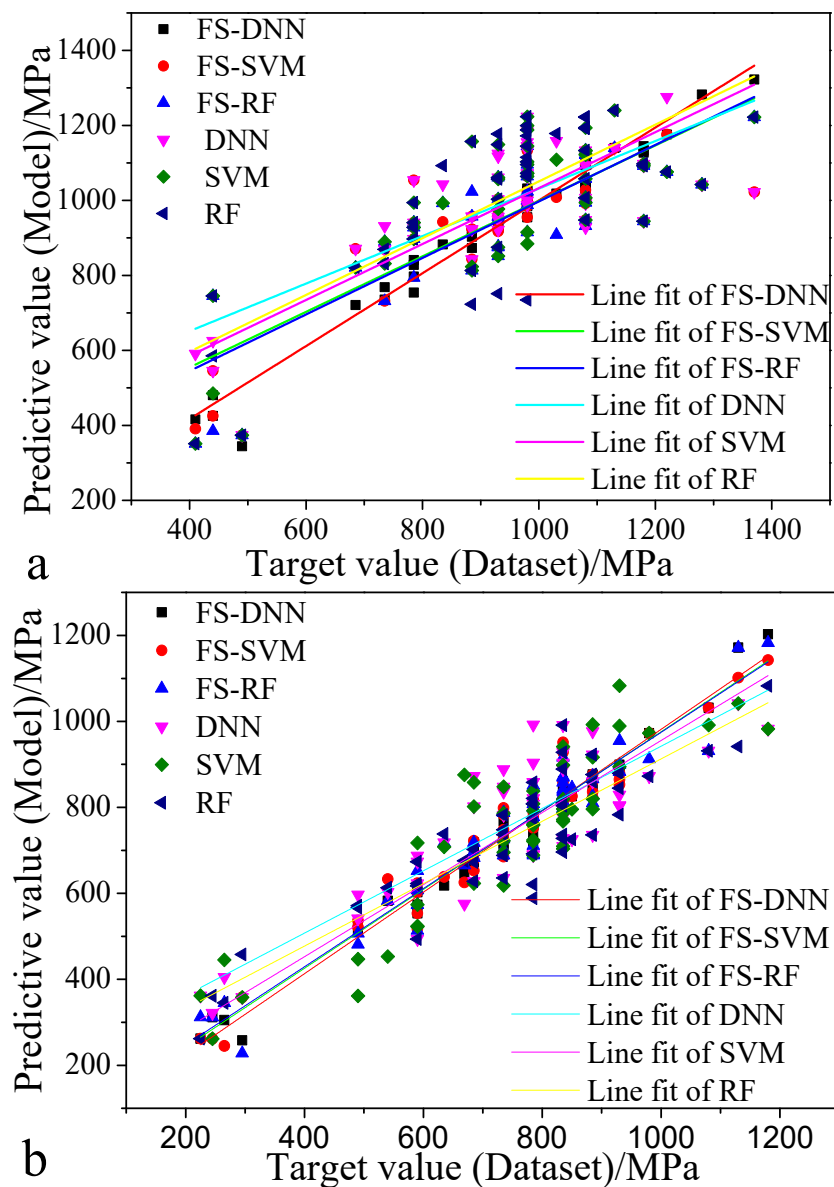 1400
1200
1000
800
600
400
200
Predictive value (Model)/MPa
FS-DNN
FS-SVM
FS-RF
DNN
SVM
RF
Line fit of FS-DNN
Line fit of FS-SVM
Line fit of FS-RF
Line fit of DNN
Line fit of SVM
Line fit of RF
400 600 800 1000 1200 1400
a
Target value (Dataset)/MPa
1200
1000
800
600
400
200
Predictive value (Model)/MPa
FS-DNN
FS-SVM
FS-RF
DNN
SVM
RF
Line fit of FS-DNN
Line fit of FS-SVM
Line fit of FS-RF
Line fit of DNN
Line fit of SVM
Line fit of RF
200 400 600 800 1000 1200
b
Target value (Dataset)/MPa